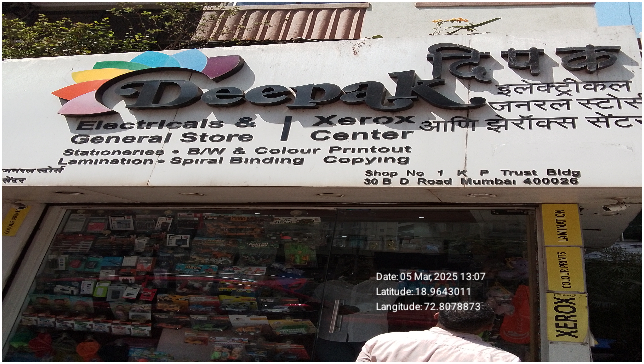 Deepak
दिपक
Electricals &
General Store
Xerox
Center
इलेक्ट्रीकल
जनरल स्टोर्स
आणि झेरॉक्स सेंटर
Stationeries • B/W & Colour Printout
Lamination • Spiral Binding Copying
Shop No 1 K P Trust Bldg
30 B D Road Mumbai 400026
XEROX
Date: 05 Mar, 2025 13:07
Latitude: 18.9643011
Langitude: 72.8078873